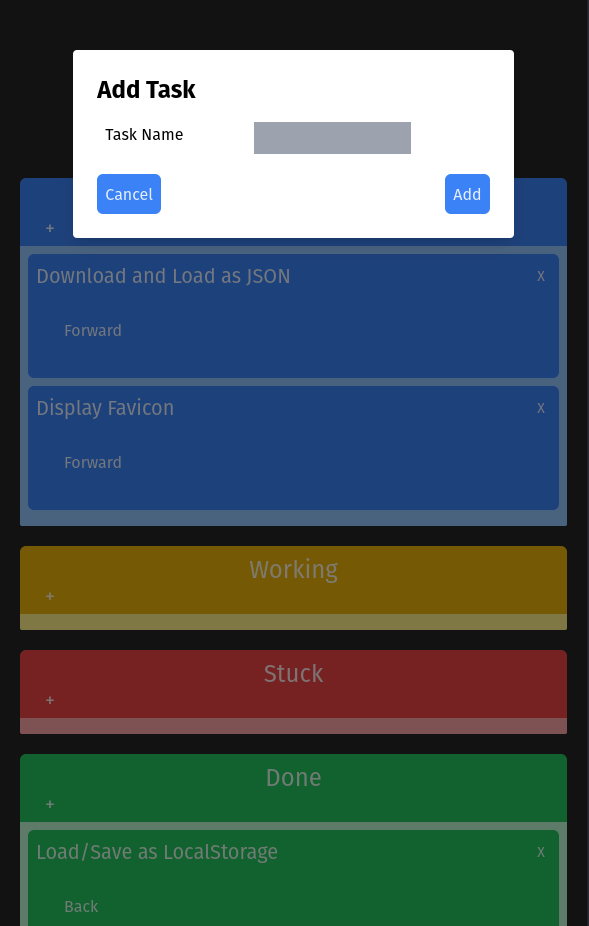 Add Task
Task Name
Cancel Add
+
Download and Load as JSON X
Forward
Display Favicon X
Forward
Working
+
Stuck
+
Done
+
Load/Save as LocalStorage X
Back